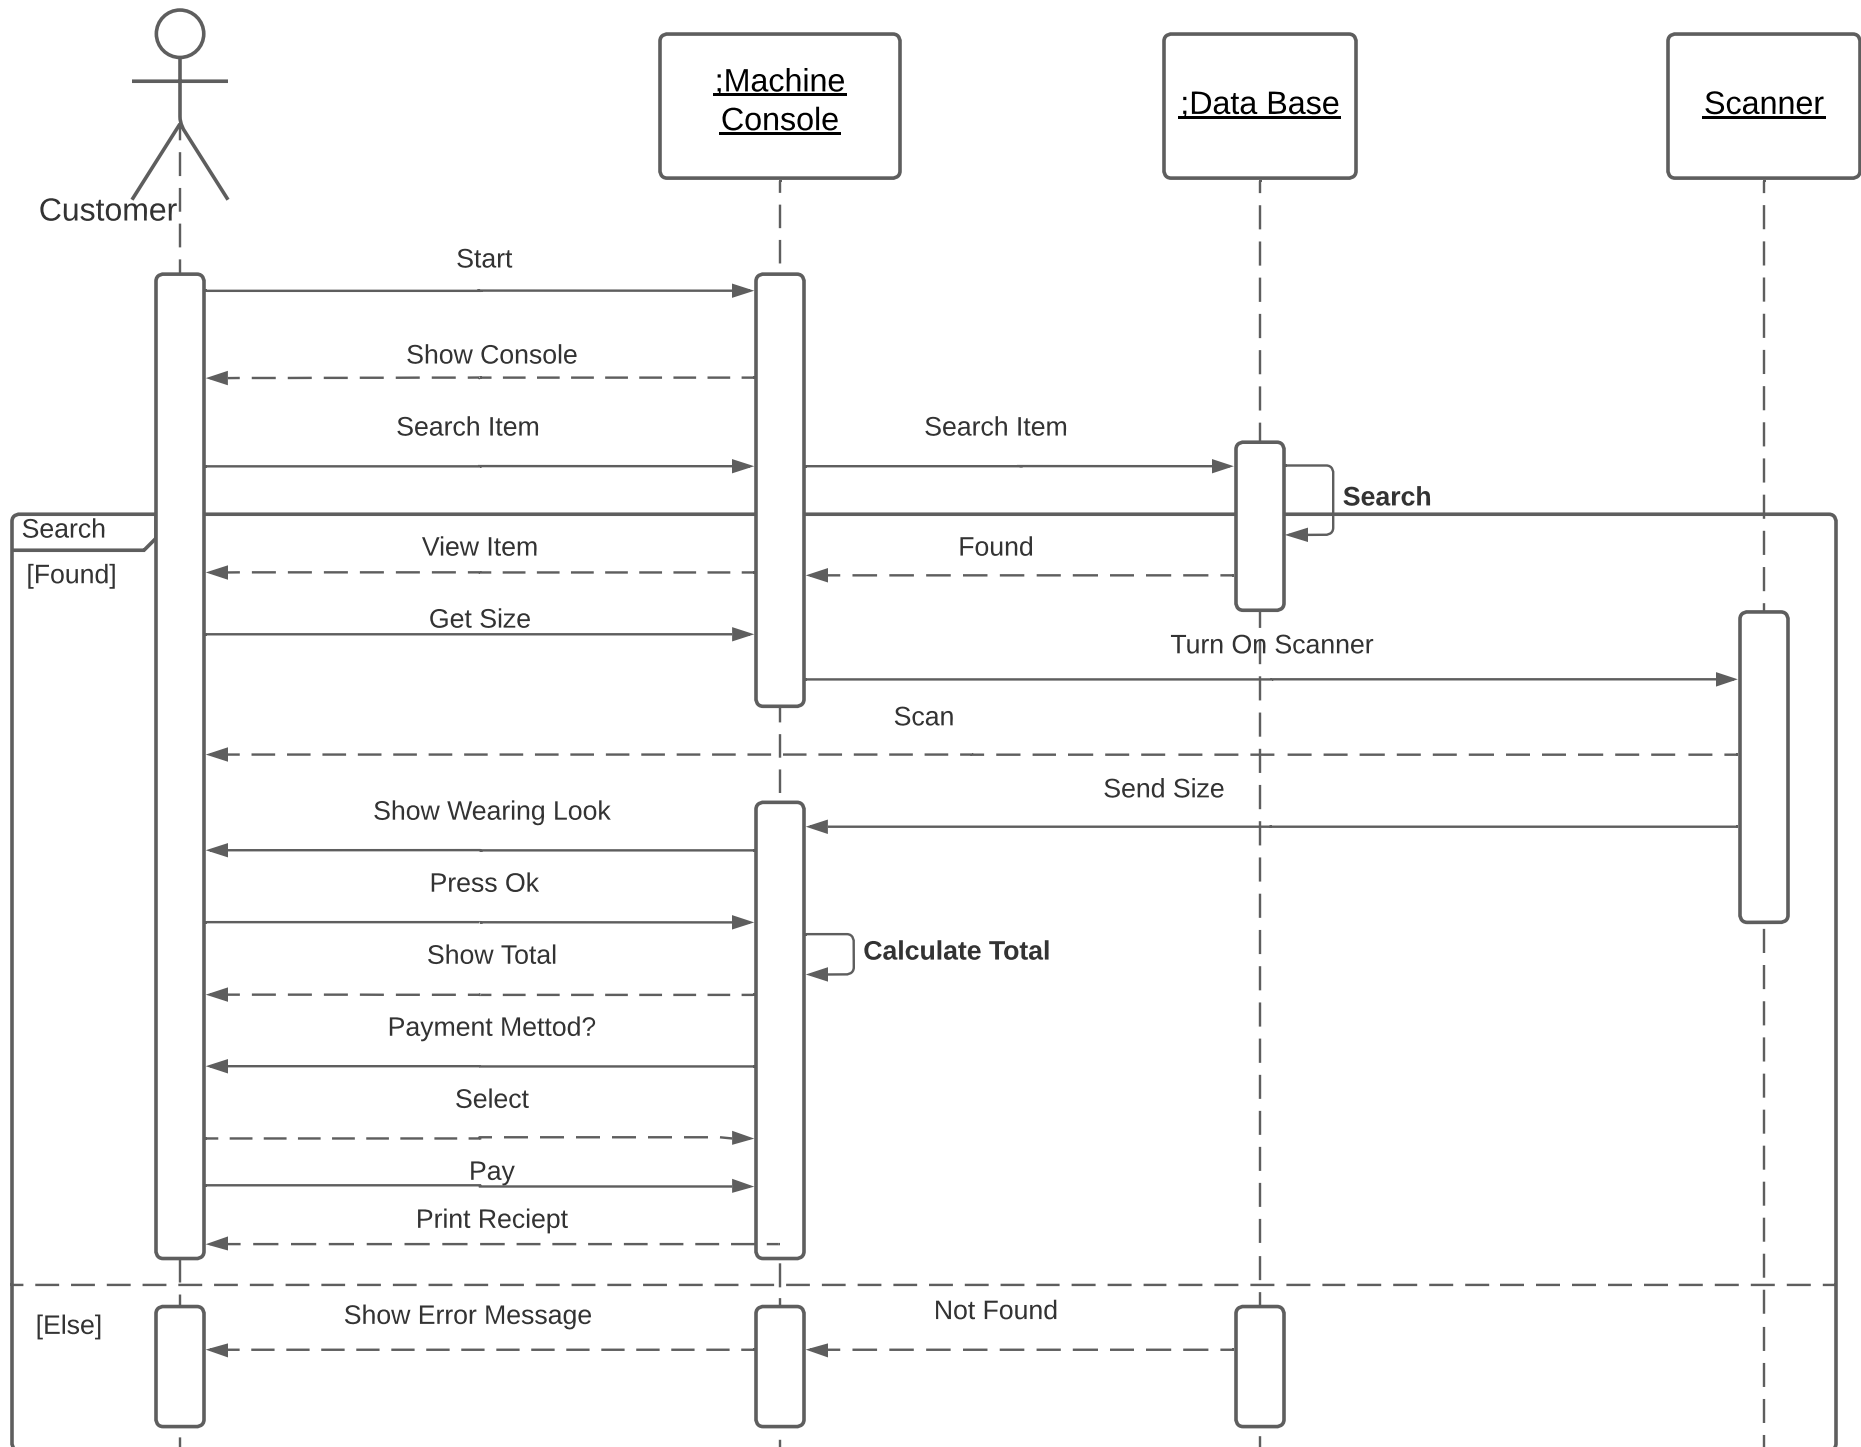 ;Machine
Console
;Data Base
Scanner
Customer
Start
Show Console
Search Item
Search Item
Search
Search
[Found]
View Item
Found
Get Size
Turn On Scanner
Scan
Send Size
Show Wearing Look
Press Ok
Calculate Total
Show Total
Payment Mettod?
Select
Pay
Print Reciept
[Else]
Show Error Message
Not Found